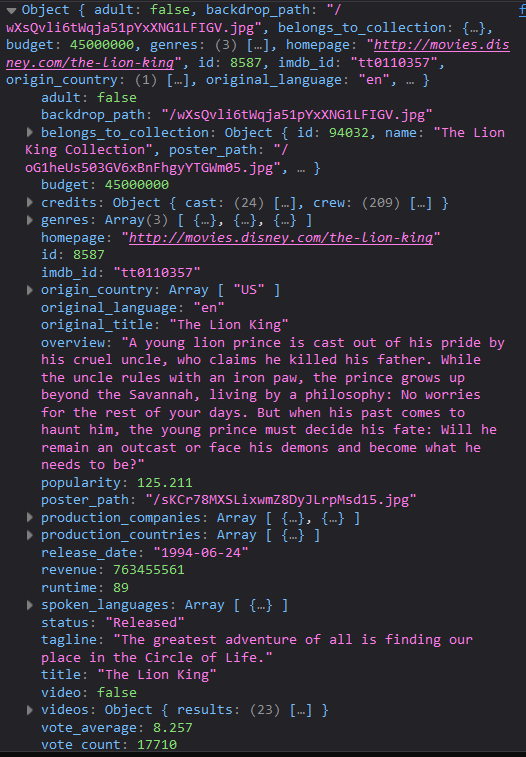 ▼ Object { adult: false, backdrop_path: "/
wXsQvli6tWqja51pYxXNG1LFIGV.jpg", belongs_to_collection: {…},
budget: 45000000, genres: (3) […], homepage: "http://movies.dis
ney.com/the-lion-king", id: 8587, imdb_id: "tt0110357",
origin_country: (1) […], original_language: "en", … }
adult: false
backdrop_path: "/wXsQvli6tWqja51pYxXNG1LFIGV.jpg"
▶ belongs_to_collection: Object { id: 94032, name: "The Lion
King Collection", poster_path: "/
oG1heUs503GV6xBnFhgyYTGWm05.jpg", … }
budget: 45000000
▶ credits: Object { cast: (24) […], crew: (209) […] }
▶ genres: Array(3) [ {…}, {…}, {…} ]
homepage: "http://movies.disney.com/the-lion-king"
id: 8587
imdb_id: "tt0110357"
▶ origin_country: Array [ "US" ]
original_language: "en"
original_title: "The Lion King"
overview: "A young lion prince is cast out of his pride by
his cruel uncle, who claims he killed his father. While
the uncle rules with an iron paw, the prince grows up
beyond the Savannah, living by a philosophy: No worries
for the rest of your days. But when his past comes to
haunt him, the young prince must decide his fate: Will he
remain an outcast or face his demons and become what he
needs to be?"
popularity: 125.211
poster_path: "/sKCr78MXSLixwmZ8DyJLrpMsd15.jpg"
▶ production_companies: Array [ {…}, {…} ]
▶ production_countries: Array [ {…} ]
release_date: "1994-06-24"
revenue: 763455561
runtime: 89
▶ spoken_languages: Array [ {…} ]
status: "Released"
tagline: "The greatest adventure of all is finding our
place in the Circle of Life."
title: "The Lion King"
video: false
▶ videos: Object { results: (23) […] }
vote_average: 8.257
vote_count: 17710